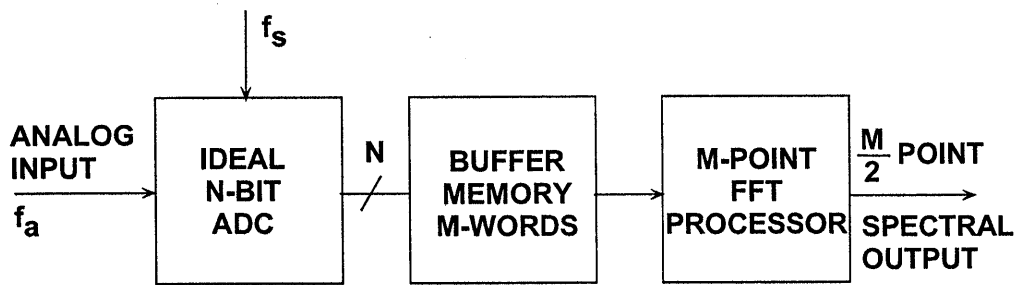 fs
ANALOG
INPUT
fa
IDEAL
N-BIT
ADC
N
BUFFER
MEMORY
M-WORDS
M-POINT
FFT
PROCESSOR
M/2 POINT
SPECTRAL
OUTPUT